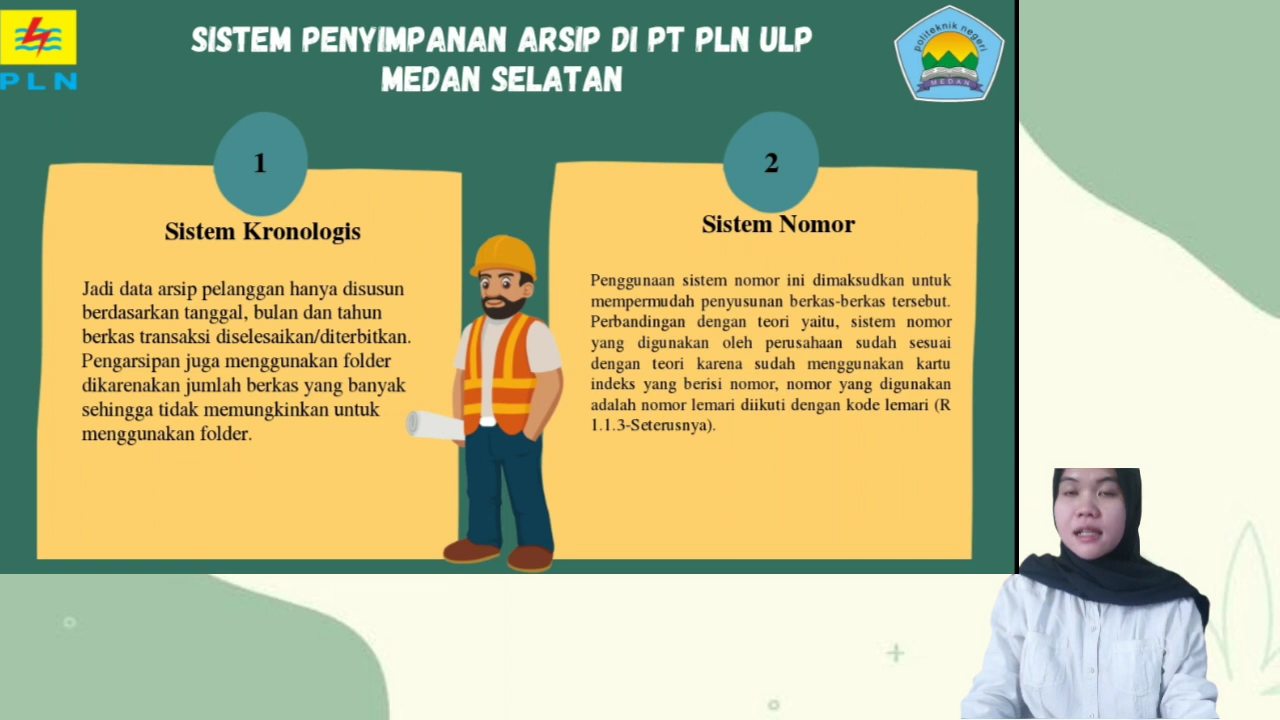 PLN
SISTEM PENYIMPANAN ARSIP DI PT PLN ULP
MEDAN SELATAN
politeknik negeri
MEDAN
1
Sistem Kronologis
Jadi data arsip pelanggan hanya disusun
berdasarkan tanggal, bulan dan tahun
berkas transaksi diselesaikan/diterbitkan.
Pengarsipan juga menggunakan folder
dikarenakan jumlah berkas yang banyak
sehingga tidak memungkinkan untuk
menggunakan folder.
2
Sistem Nomor
Penggunaan sistem nomor ini dimaksudkan untuk
mempermudah penyusunan berkas-berkas tersebut.
Perbandingan dengan teori yaitu, sistem nomor
yang digunakan oleh perusahaan sudah sesuai
dengan teori karena sudah menggunakan kartu
indeks yang berisi nomor, nomor yang digunakan
adalah nomor lemari diikuti dengan kode lemari (R
1.1.3-Seterusnya).